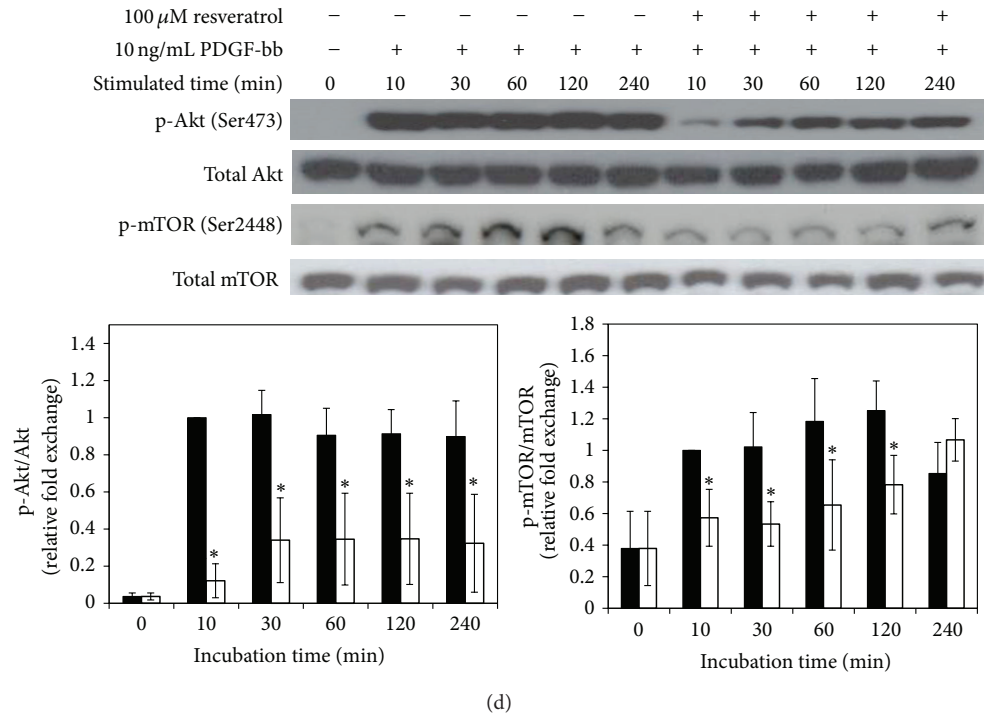 100 μM resveratrol − − − − − − + + + + +
10 ng/mL PDGF-bb − + + + + + + + + + +
Stimulated time (min) 0 10 30 60 120 240 10 30 60 120 240
p-Akt (Ser473)
Total Akt
p-mTOR (Ser2448)
Total mTOR
p-Akt/Akt
(relative fold exchange)
1.4
1.2
1
0.8
0.6
0.4
0.2
0
* * * * *
0 10 30 60 120 240
Incubation time (min)
p-mTOR/mTOR
(relative fold exchange)
1.8
1.6
1.4
1.2
1
0.8
0.6
0.4
0.2
0
* * * *
0 10 30 60 120 240
Incubation time (min)
(d)